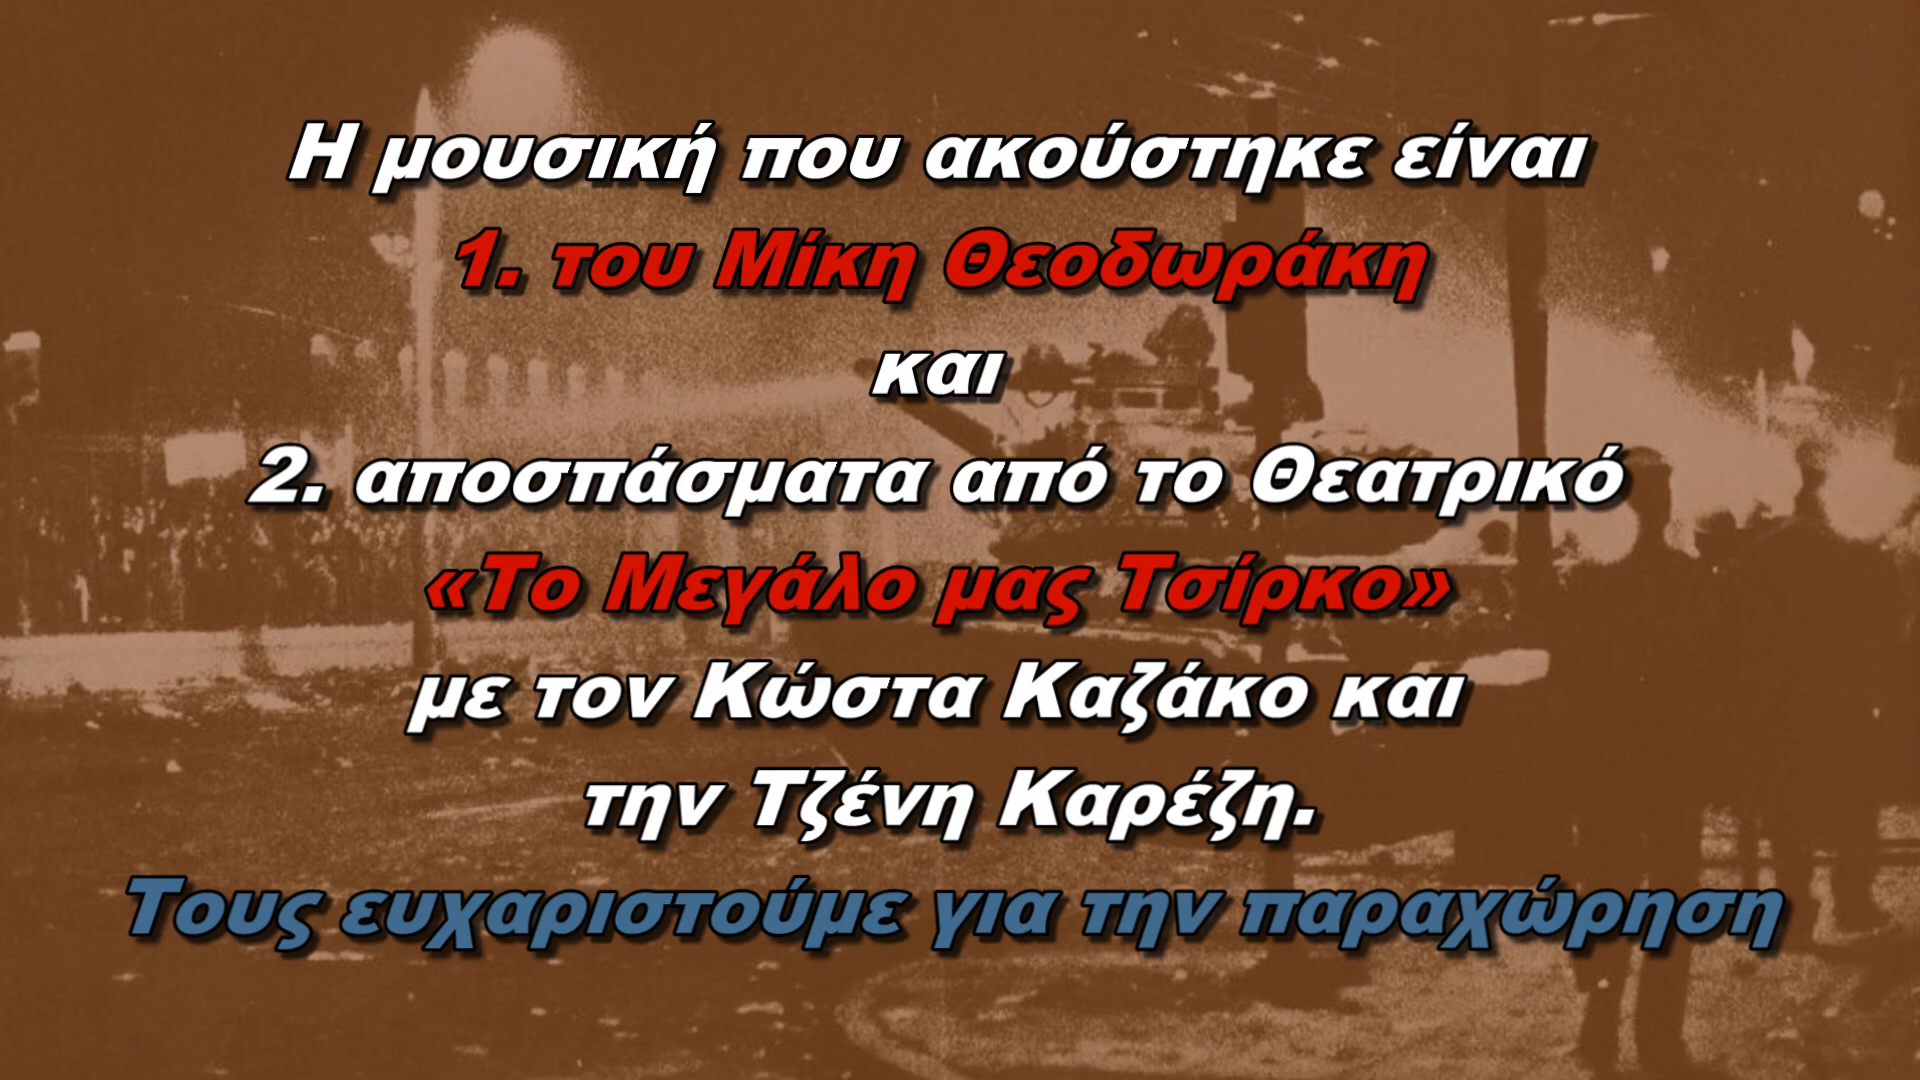 Η μουσική που ακούστηκε είναι
1. του Μίκη Θεοδωράκη
και
2. αποσπάσματα από το Θεατρικό
«Το Μεγάλο μας Τσίρκο»
με τον Κώστα Καζάκο και
την Τζένη Καρέζη.
Τους ευχαριστούμε για την παραχώρηση